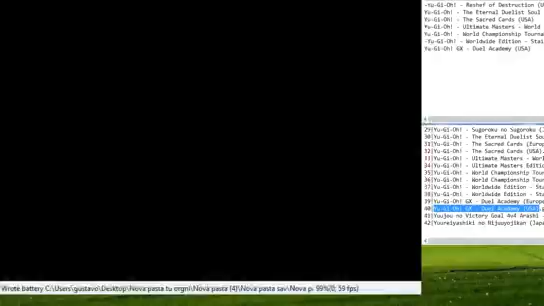 -Yu-Gi-Oh! - Reshef of Destruction (U
Yu-Gi-Oh! - The Eternal Duelist Soul
Yu-Gi-Oh! - The Sacred Cards (USA)
Yu-Gi-Oh! - Ultimate Masters - World
Yu-Gi-Oh! - World Championship Tourna
-Yu-Gi-Oh! - Worldwide Edition - Stai
Yu-Gi-Oh! GX - Duel Academy (USA)
29|Yu-Gi-Oh! - Sugoroku no Sugoroku (J
30|Yu-Gi-Oh! - The Eternal Duelist Sou
31|Yu-Gi-Oh! - The Sacred Cards (Europ
32|Yu-Gi-Oh! - The Sacred Cards (USA).
33|Yu-Gi-Oh! - Ultimate Masters - Worl
34|Yu-Gi-Oh! - Ultimate Masters Editio
35|Yu-Gi-Oh! - World Championship Tour
36|Yu-Gi-Oh! - World Championship Tour
37|Yu-Gi-Oh! - Worldwide Edition - Sta
38|Yu-Gi-Oh! - Worldwide Edition - Sta
39|Yu-Gi-Oh! GX - Duel Academy (Europe
40|Yu-Gi-Oh! GX - Duel Academy (USA).g
41|Yuujou no Victory Goal 4v4 Arashi -
42|Yuureiyashiki no Nijuuyojikan (Japa
Wrote battery C:\Users\gustavo\Desktop\Nova pasta tu orgni\Nova pasta (4)\Nova pasta sav\Nova p. 99%(0; 59 fps)